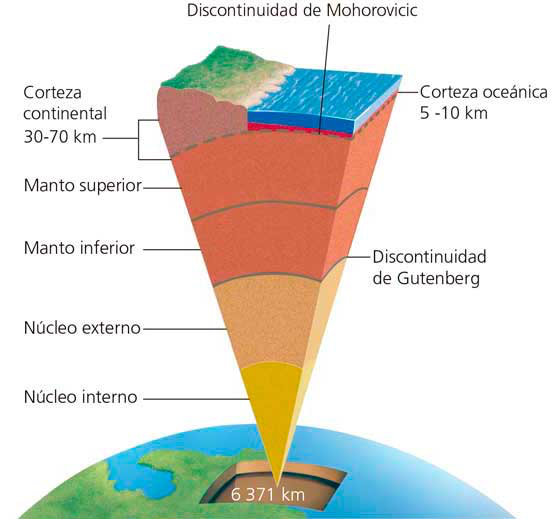 Discontinuidad de Mohorovicic
Corteza
continental
30-70 km
Corteza oceánica
5 -10 km
Manto superior
Manto inferior
Discontinuidad
de Gutenberg
Núcleo externo
Núcleo interno
6 371 km